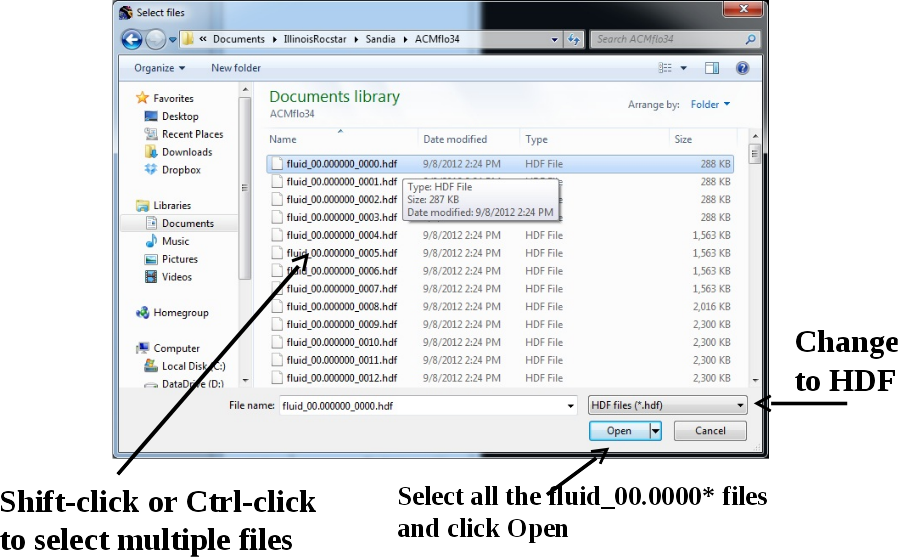 Select files
« Documents ▸ IllinoisRocstar ▸ Sandia ▸ ACMflo34
Search ACMflo34
Organize ▾ New folder
Favorites
Desktop
Recent Places
Downloads
Dropbox
Libraries
Documents
Music
Pictures
Videos
Homegroup
Computer
Local Disk (C:)
DataDrive (D:)
Documents library
ACMflo34
Arrange by: Folder ▾
Name Date modified Type Size
fluid_00.000000_0000.hdf 9/8/2012 2:24 PM HDF File 288 KB
fluid_00.000000_0001.hdf 288 KB
fluid_00.000000_0002.hdf 288 KB
fluid_00.000000_0003.hdf 288 KB
Type: HDF File
Size: 287 KB
Date modified: 9/8/2012 2:24 PM
fluid_00.000000_0004.hdf 9/8/2012 2:24 PM HDF File 1,563 KB
fluid_00.000000_0005.hdf 9/8/2012 2:24 PM HDF File 1,563 KB
fluid_00.000000_0006.hdf 9/8/2012 2:24 PM HDF File 1,563 KB
fluid_00.000000_0007.hdf 9/8/2012 2:24 PM HDF File 1,563 KB
fluid_00.000000_0008.hdf 9/8/2012 2:24 PM HDF File 2,016 KB
fluid_00.000000_0009.hdf 9/8/2012 2:24 PM HDF File 2,300 KB
fluid_00.000000_0010.hdf 9/8/2012 2:24 PM HDF File 2,300 KB
fluid_00.000000_0011.hdf 9/8/2012 2:24 PM HDF File 2,300 KB
fluid_00.000000_0012.hdf 9/8/2012 2:24 PM HDF File 2,300 KB
File name: fluid_00.000000_0000.hdf
HDF files (*.hdf)
Open Cancel
Change
to HDF
Shift-click or Ctrl-click
to select multiple files
Select all the fluid_00.0000* files
and click Open